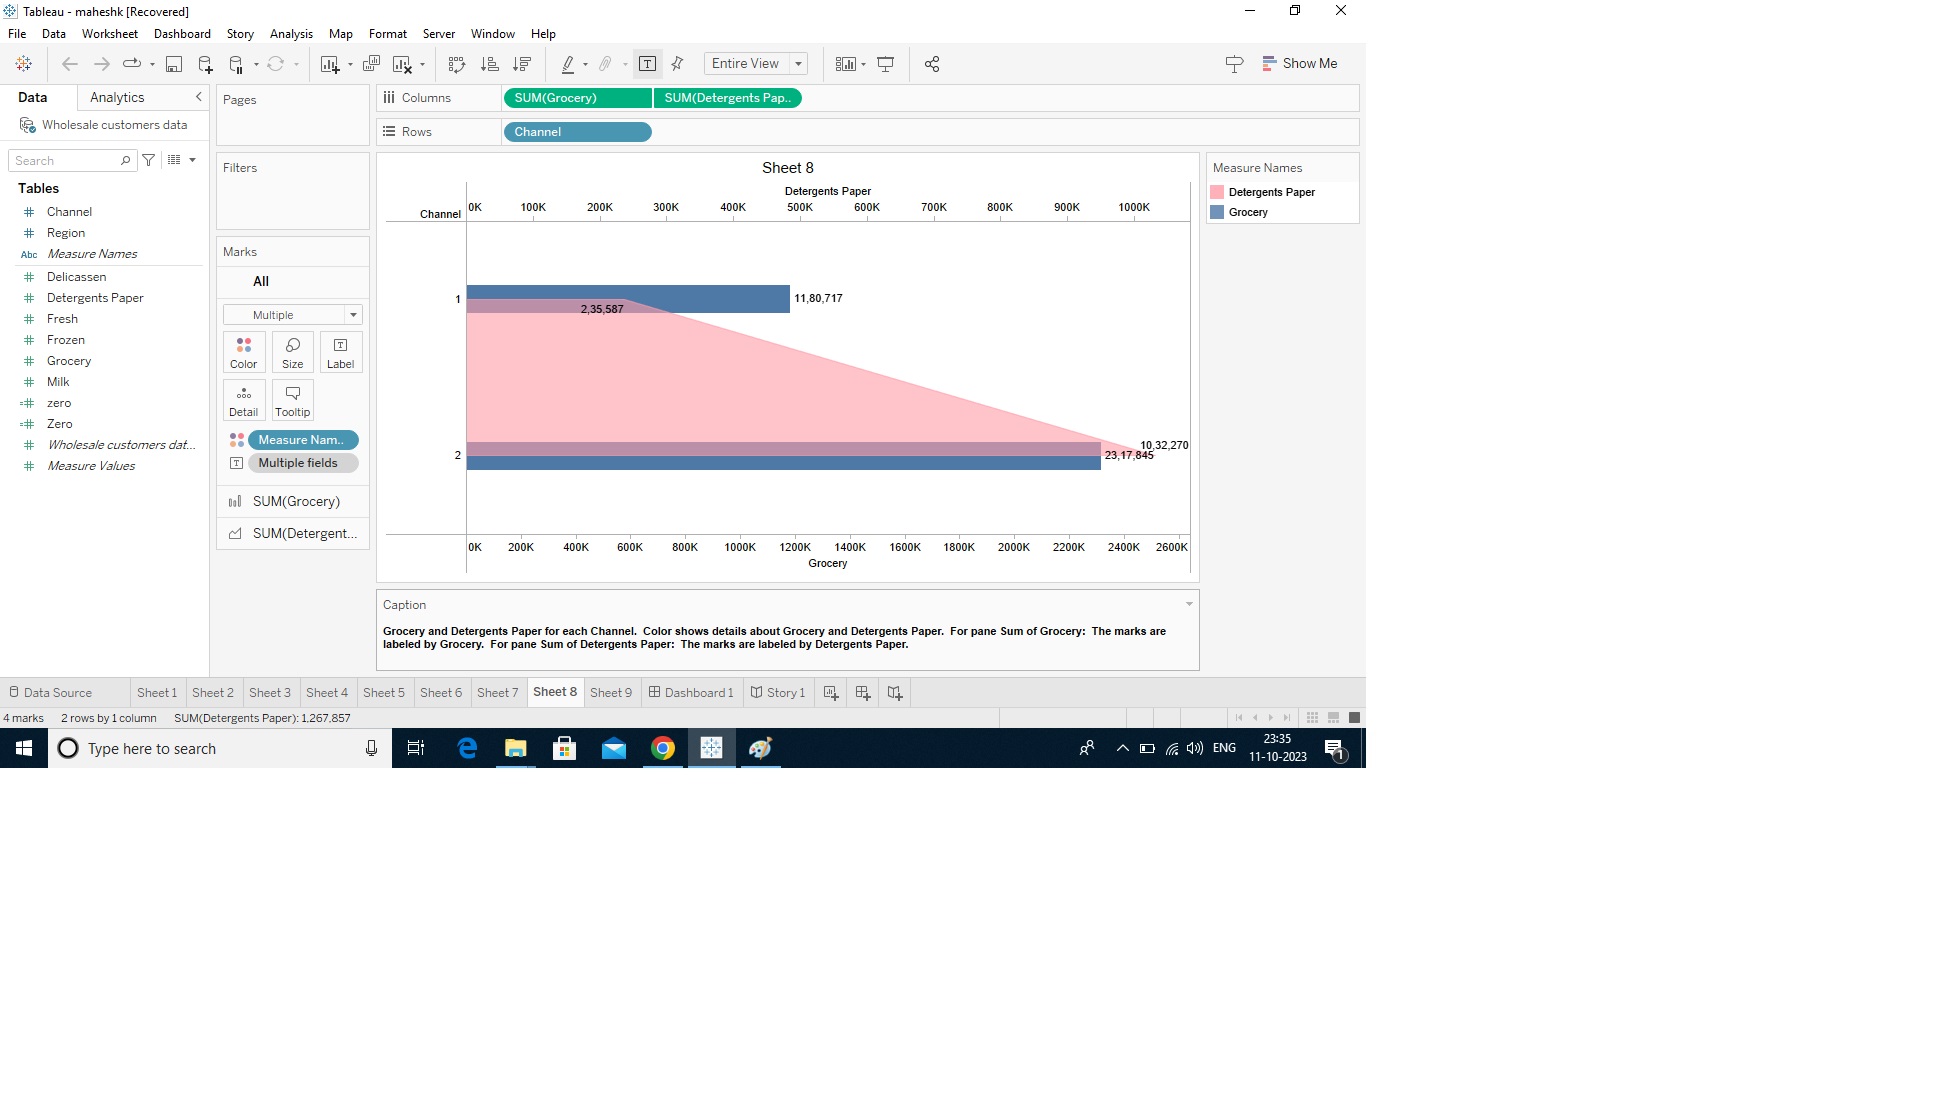 Tableau - maheshk [Recovered]
File Data Worksheet Dashboard Story Analysis Map Format Server Window Help
Entire View
Show Me
Data Analytics
Wholesale customers data
Search
Tables
Channel
Region
Abc Measure Names
Delicassen
Detergents Paper
Fresh
Frozen
Grocery
Milk
zero
Zero
Wholesale customers dat...
Measure Values
Pages
Filters
Marks
All
Multiple
Color Size Label
Detail Tooltip
Measure Nam..
Multiple fields
SUM(Grocery)
SUM(Detergent...
Columns SUM(Grocery) SUM(Detergents Pap..
Rows Channel
Sheet 8
Detergents Paper
Channel 0K 100K 200K 300K 400K 500K 600K 700K 800K 900K 1000K
1 11,80,717
2,35,587
10,32,270
2 23,17,845
0K 200K 400K 600K 800K 1000K 1200K 1400K 1600K 1800K 2000K 2200K 2400K 2600K
Grocery
Measure Names
Detergents Paper
Grocery
Caption
Grocery and Detergents Paper for each Channel. Color shows details about Grocery and Detergents Paper. For pane Sum of Grocery: The marks are
labeled by Grocery. For pane Sum of Detergents Paper: The marks are labeled by Detergents Paper.
Data Source Sheet 1 Sheet 2 Sheet 3 Sheet 4 Sheet 5 Sheet 6 Sheet 7 Sheet 8 Sheet 9 Dashboard 1 Story 1
4 marks 2 rows by 1 column SUM(Detergents Paper): 1,267,857
Type here to search
ENG
23:35
11-10-2023
1